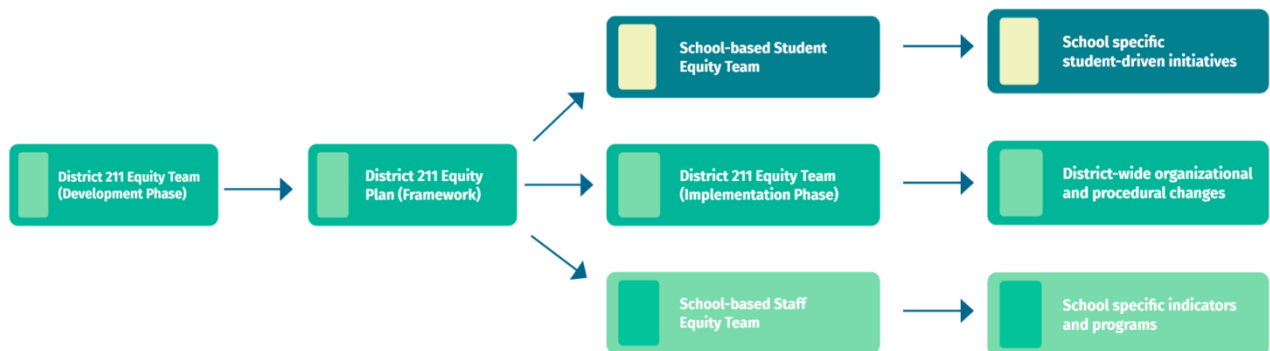 School-based Student
Equity Team
School specific
student-driven initiatives
District 211 Equity Team
(Development Phase)
District 211 Equity
Plan (Framework)
District 211 Equity Team
(Implementation Phase)
District-wide organizational
and procedural changes
School-based Staff
Equity Team
School specific indicators
and programs